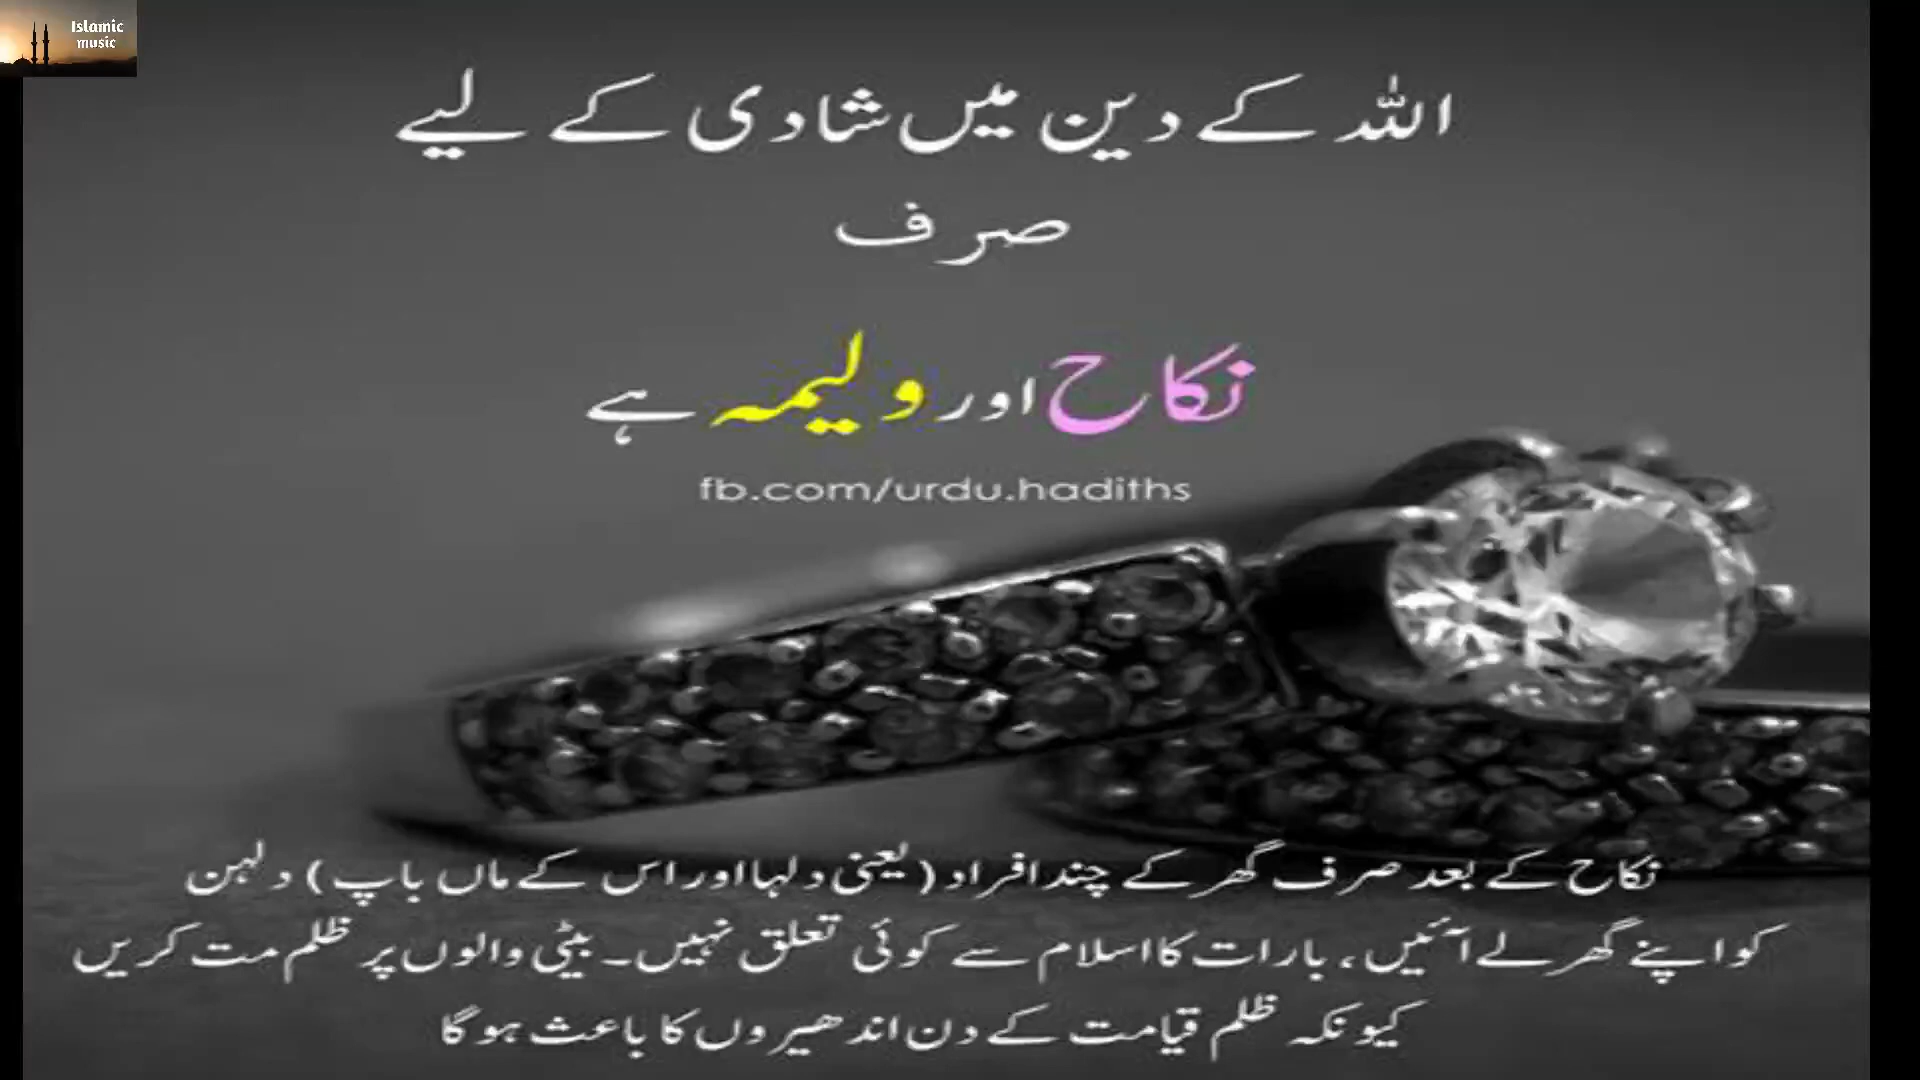 Islamic
music
اللہ کے دین میں شادی کے لیے
صرف
نکاح اور ولیمہ ہے
fb.com/urdu.hadiths
نکاح کے بعد صرف گھر کے چند افراد (یعنی دلہا اور اس کے ماں باپ) دلہن
کو اپنے گھر لے آئیں، بارات کا اسلام سے کوئی تعلق نہیں۔ بیٹی والوں پر ظلم مت کریں
کیونکہ ظلم قیامت کے دن اندھیروں کا باعث ہو گا